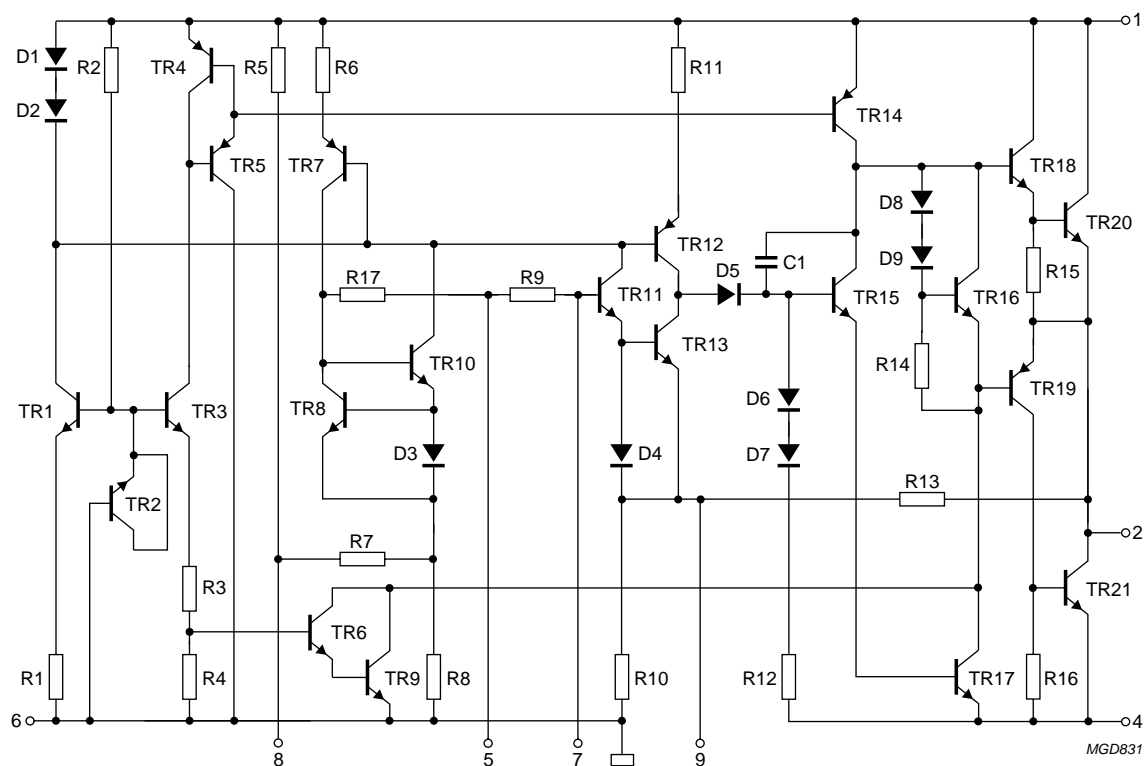 1
D1
R2
TR4
R5
R6
R11
D2
TR14
TR5
TR7
TR18
D8
TR20
TR12
D5
C1
D9
R15
R17
R9
TR11
TR15
TR16
TR13
TR10
R14
TR19
TR1
TR3
TR8
D6
TR2
D3
D4
D7
R13
2
R7
R3
TR21
TR6
R1
R4
TR9
R8
R10
R12
TR17
R16
6
4
8
5
7
9
MGD831